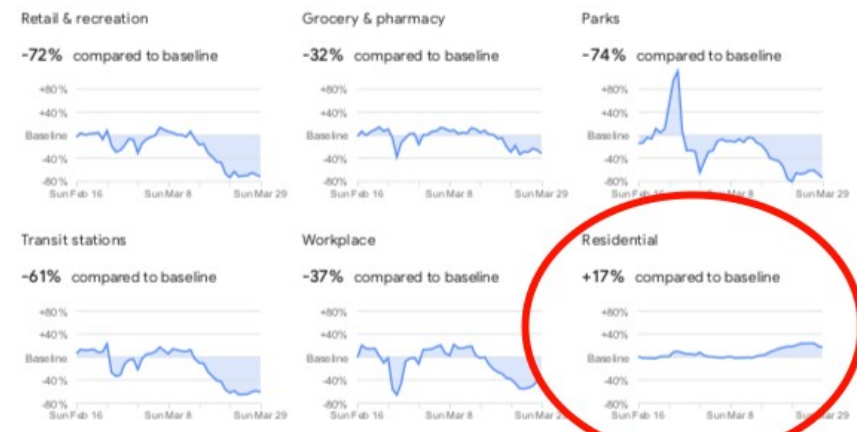 Retail & recreation
-72% compared to baseline
+80%
+40%
Baseline
-40%
-80%
Sun Feb 16 Sun Mar 8 Sun Mar 29
Grocery & pharmacy
-32% compared to baseline
+80%
+40%
Baseline
-40%
-80%
Sun Feb 16 Sun Mar 8 Sun Mar 29
Parks
-74% compared to baseline
+80%
+40%
Baseline
-40%
-80%
Sun Feb 16 Sun Mar 8 Sun Mar 29
Transit stations
-61% compared to baseline
+80%
+40%
Baseline
-40%
-80%
Sun Feb 16 Sun Mar 8 Sun Mar 29
Workplace
-37% compared to baseline
+80%
+40%
Baseline
-40%
-80%
Sun Feb 16 Sun Mar 8 Sun Mar 29
Residential
+17% compared to baseline
+80%
+40%
Baseline
-40%
-80%
Sun Feb 16 Sun Mar 8 Sun Mar 29